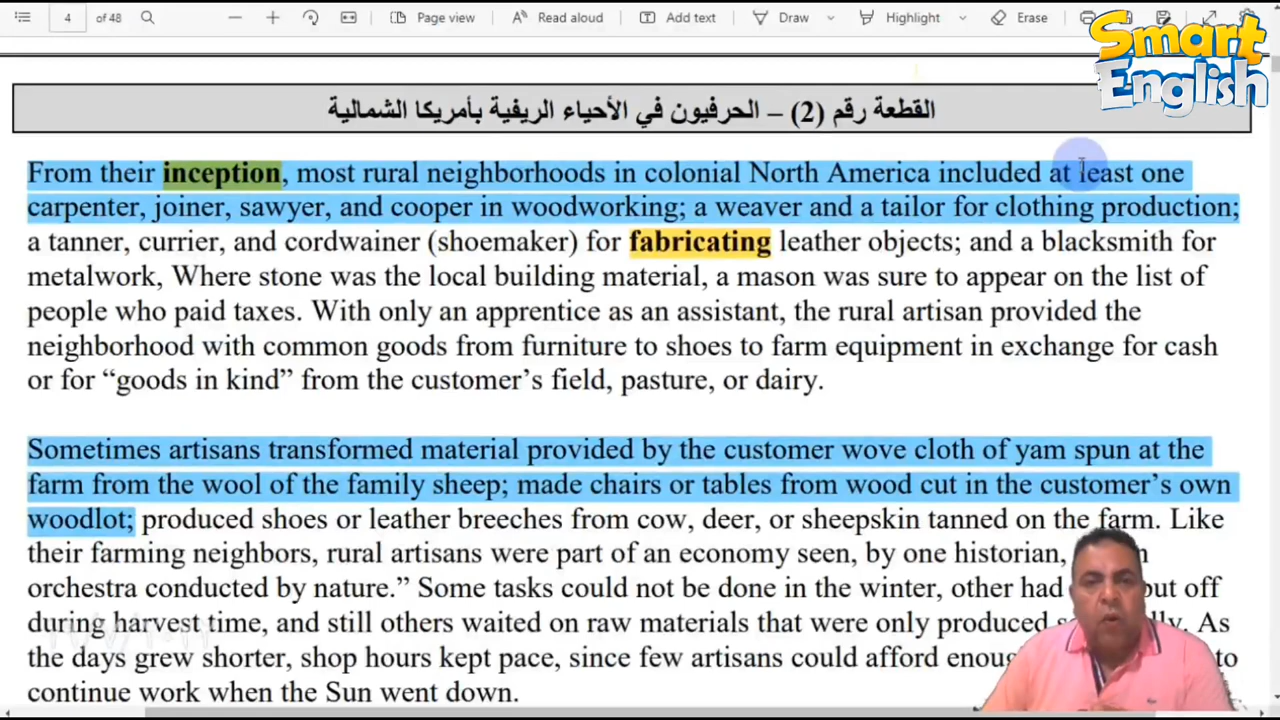 4 of 48 Page view Read aloud Add text Draw Highlight Erase
Smart
English
القطعة رقم (2) – الحرفيون في الأحياء الريفية بأمريكا الشمالية
From their inception, most rural neighborhoods in colonial North America included at least one
carpenter, joiner, sawyer, and cooper in woodworking; a weaver and a tailor for clothing production;
a tanner, currier, and cordwainer (shoemaker) for fabricating leather objects; and a blacksmith for
metalwork, Where stone was the local building material, a mason was sure to appear on the list of
people who paid taxes. With only an apprentice as an assistant, the rural artisan provided the
neighborhood with common goods from furniture to shoes to farm equipment in exchange for cash
or for “goods in kind” from the customer’s field, pasture, or dairy.
Sometimes artisans transformed material provided by the customer wove cloth of yam spun at the
farm from the wool of the family sheep; made chairs or tables from wood cut in the customer’s own
woodlot; produced shoes or leather breeches from cow, deer, or sheepskin tanned on the farm. Like
their farming neighbors, rural artisans were part of an economy seen, by one historian,
orchestra conducted by nature.” Some tasks could not be done in the winter, other had put off
during harvest time, and still others waited on raw materials that were only produced As
the days grew shorter, shop hours kept pace, since few artisans could afford to
continue work when the Sun went down.